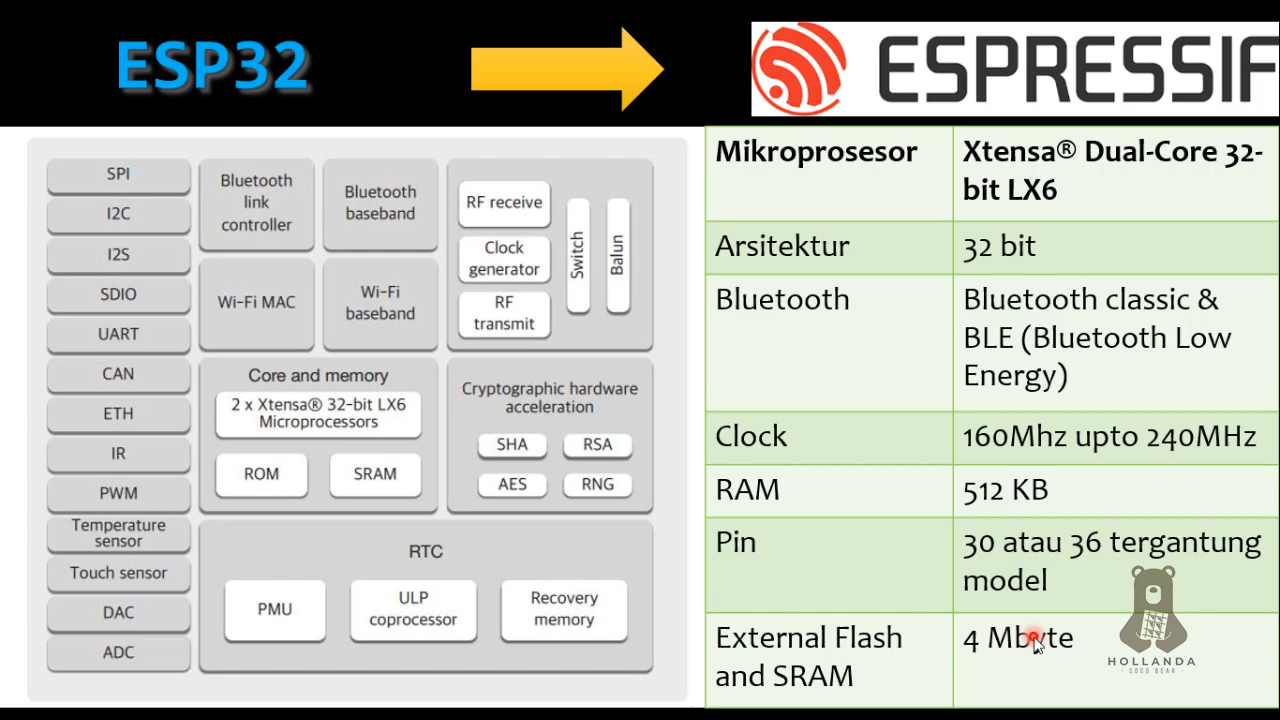 ESP32
ESPRESSIF
SPI
I2C
I2S
SDIO
UART
CAN
ETH
IR
PWM
Temperature
sensor
Touch sensor
DAC
ADC
Bluetooth
link
controller
Bluetooth
baseband
Wi-Fi MAC
Wi-Fi
baseband
RF receive
Clock
generator
RF
transmit
Switch
Balun
Core and memory
2 x Xtensa® 32-bit LX6
Microprocessors
ROM
SRAM
Cryptographic hardware
acceleration
SHA
RSA
AES
RNG
RTC
PMU
ULP
coprocessor
Recovery
memory
Mikroprosesor
Xtensa® Dual-Core 32-
bit LX6
Arsitektur
32 bit
Bluetooth
Bluetooth classic &
BLE (Bluetooth Low
Energy)
Clock
160Mhz upto 240MHz
RAM
512 KB
Pin
30 atau 36 tergantung
model
External Flash
and SRAM
4 Mbyte
HOLLANDA
- COCO BEAR -